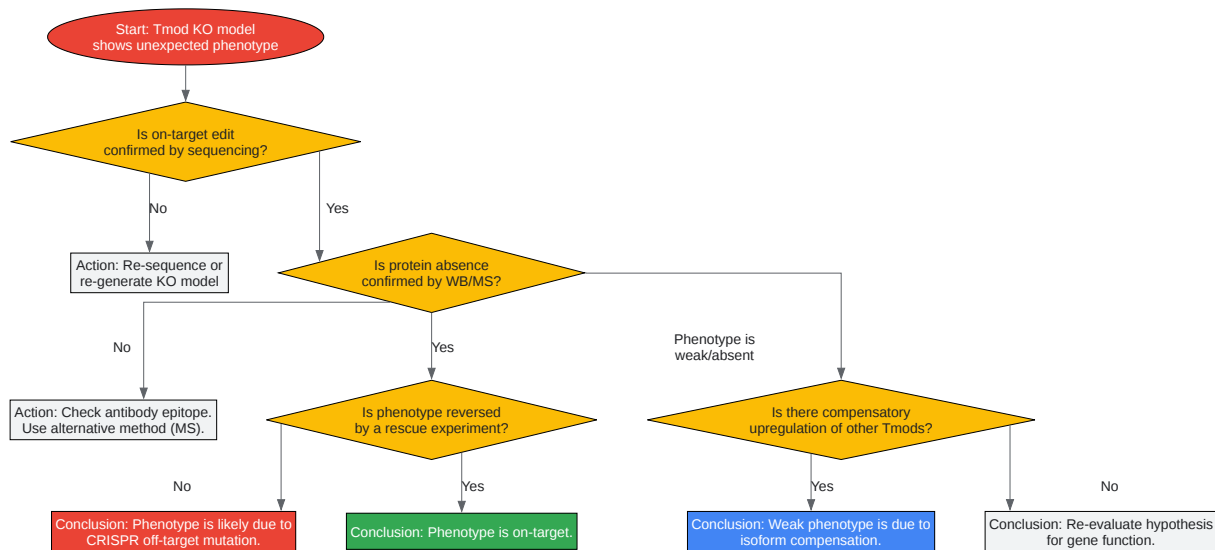 Start: Tmod KO model
shows unexpected phenotype
Is on-target edit
confirmed by sequencing?
No
Yes
Action: Re-sequence or
re-generate KO model
Is protein absence
confirmed by WB/MS?
No
Yes
Phenotype is
weak/absent
Action: Check antibody epitope.
Use alternative method (MS).
Is phenotype reversed
by a rescue experiment?
Is there compensatory
upregulation of other Tmods?
No
Yes
Yes
No
Conclusion: Phenotype is likely due to
CRISPR off-target mutation.
Conclusion: Phenotype is on-target.
Conclusion: Weak phenotype is due to
isoform compensation.
Conclusion: Re-evaluate hypothesis
for gene function.